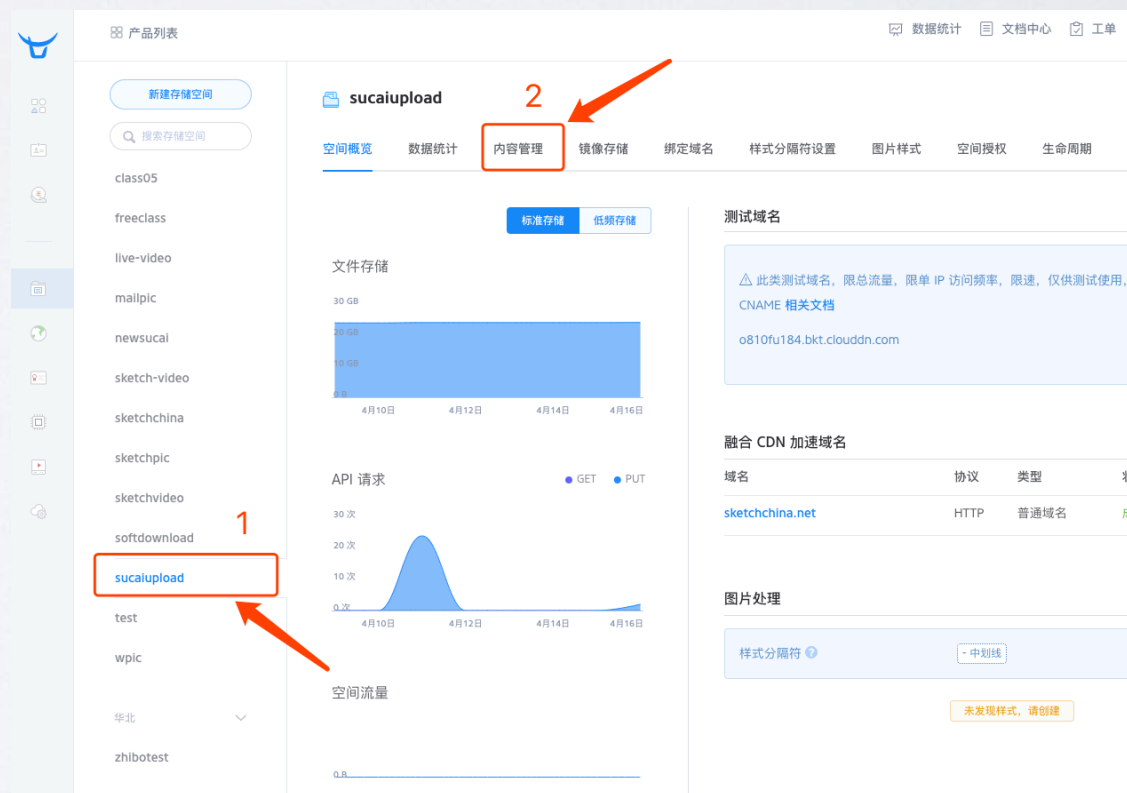 产品列表
数据统计
文档中心
工单
新建存储空间
搜索存储空间
class05
freeclass
live-video
mailpic
newsucai
sketch-video
sketchchina
sketchpic
sketchvideo
softdownload
1
sucaiupload
test
wpic
华北
zhibotest
sucaiupload
2
空间概览
数据统计
内容管理
镜像存储
绑定域名
样式分隔符设置
图片样式
空间授权
生命周期
标准存储
低频存储
文件存储
30 GB
20 GB
10 GB
0 B
4月10日
4月12日
4月14日
4月16日
API 请求
GET
PUT
30 次
20 次
10 次
0 次
4月10日
4月12日
4月14日
4月16日
空间流量
0 B
测试域名
此类测试域名，限总流量，限单 IP 访问频率，限速，仅供测试使用，
CNAME 相关文档
o810fu184.bkt.clouddn.com
融合 CDN 加速域名
域名
协议
类型
sketchchina.net
HTTP
普通域名
图片处理
样式分隔符 ?
- 中划线
未发现样式，请创建